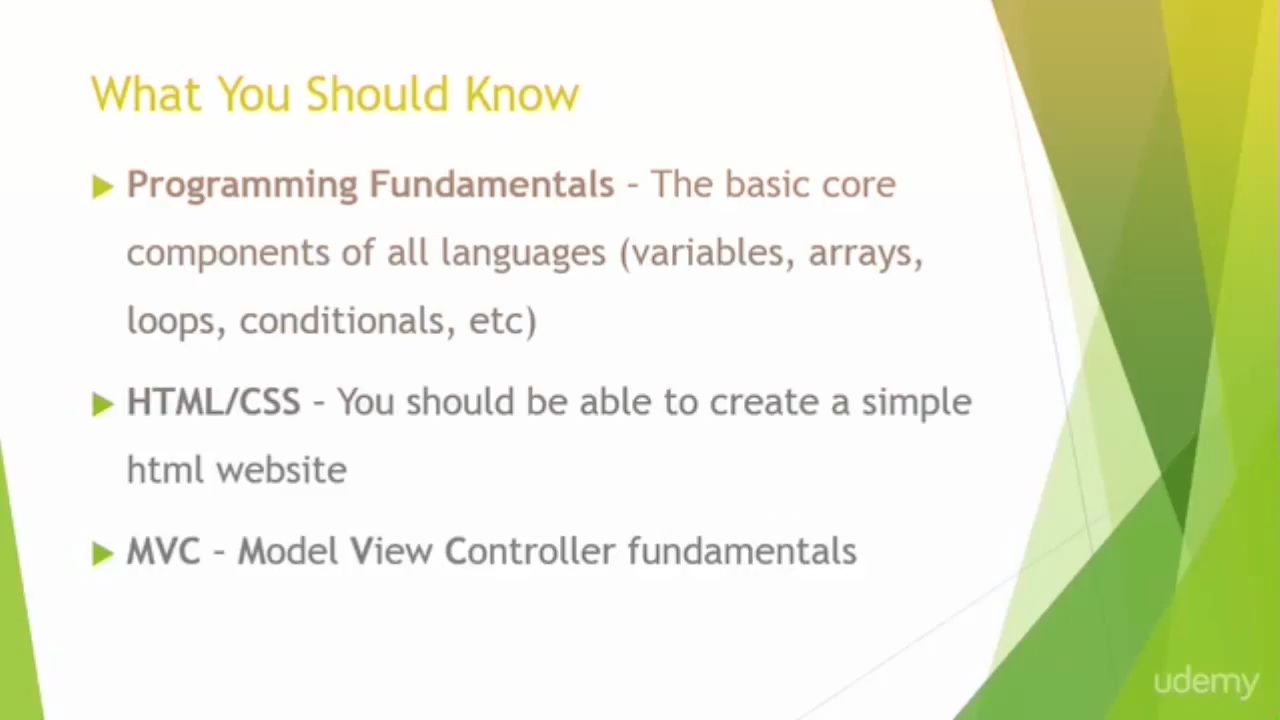 What You Should Know
Programming Fundamentals – The basic core
components of all languages (variables, arrays,
loops, conditionals, etc)
HTML/CSS – You should be able to create a simple
html website
MVC – Model View Controller fundamentals
udemy